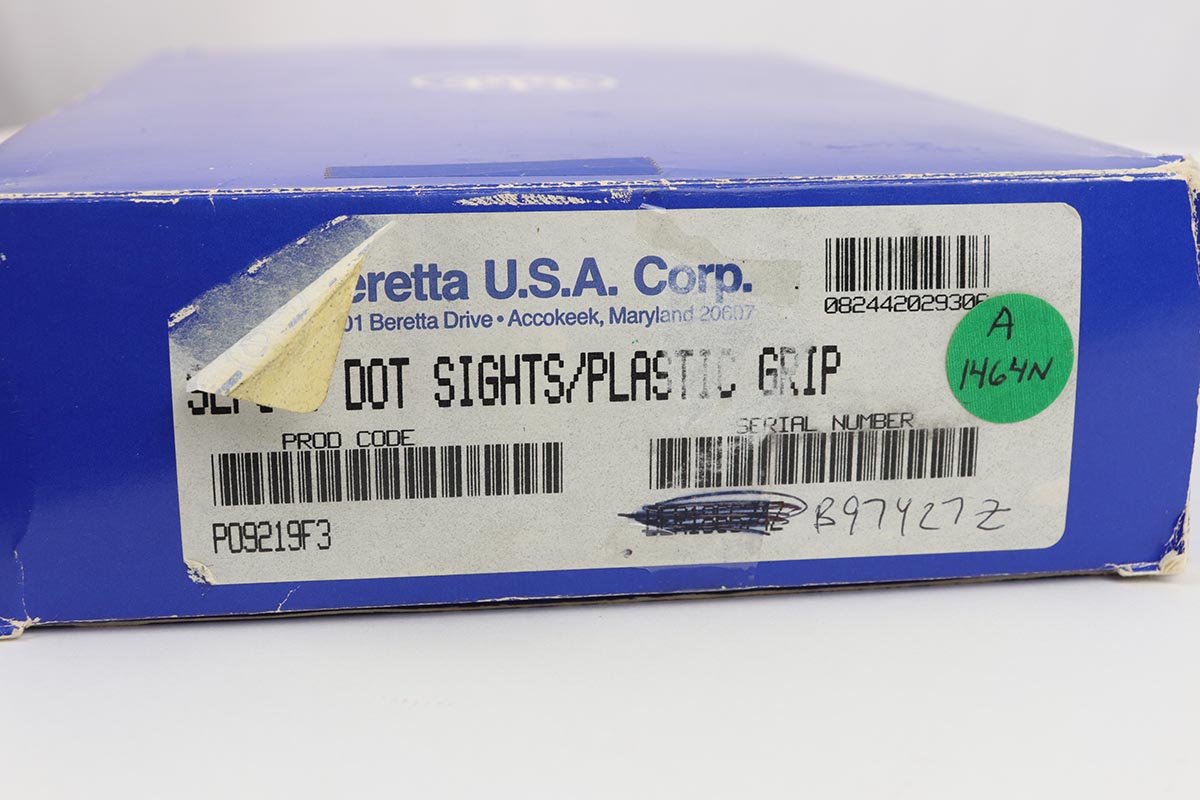 eretta U.S.A. Corp.
01 Beretta Drive • Accokeek, Maryland 20607
082442029306
A
1464N
DOT SIGHTS/PLASTIC GRIP
PROD CODE
SERIAL NUMBER
P09219F3
B97427Z